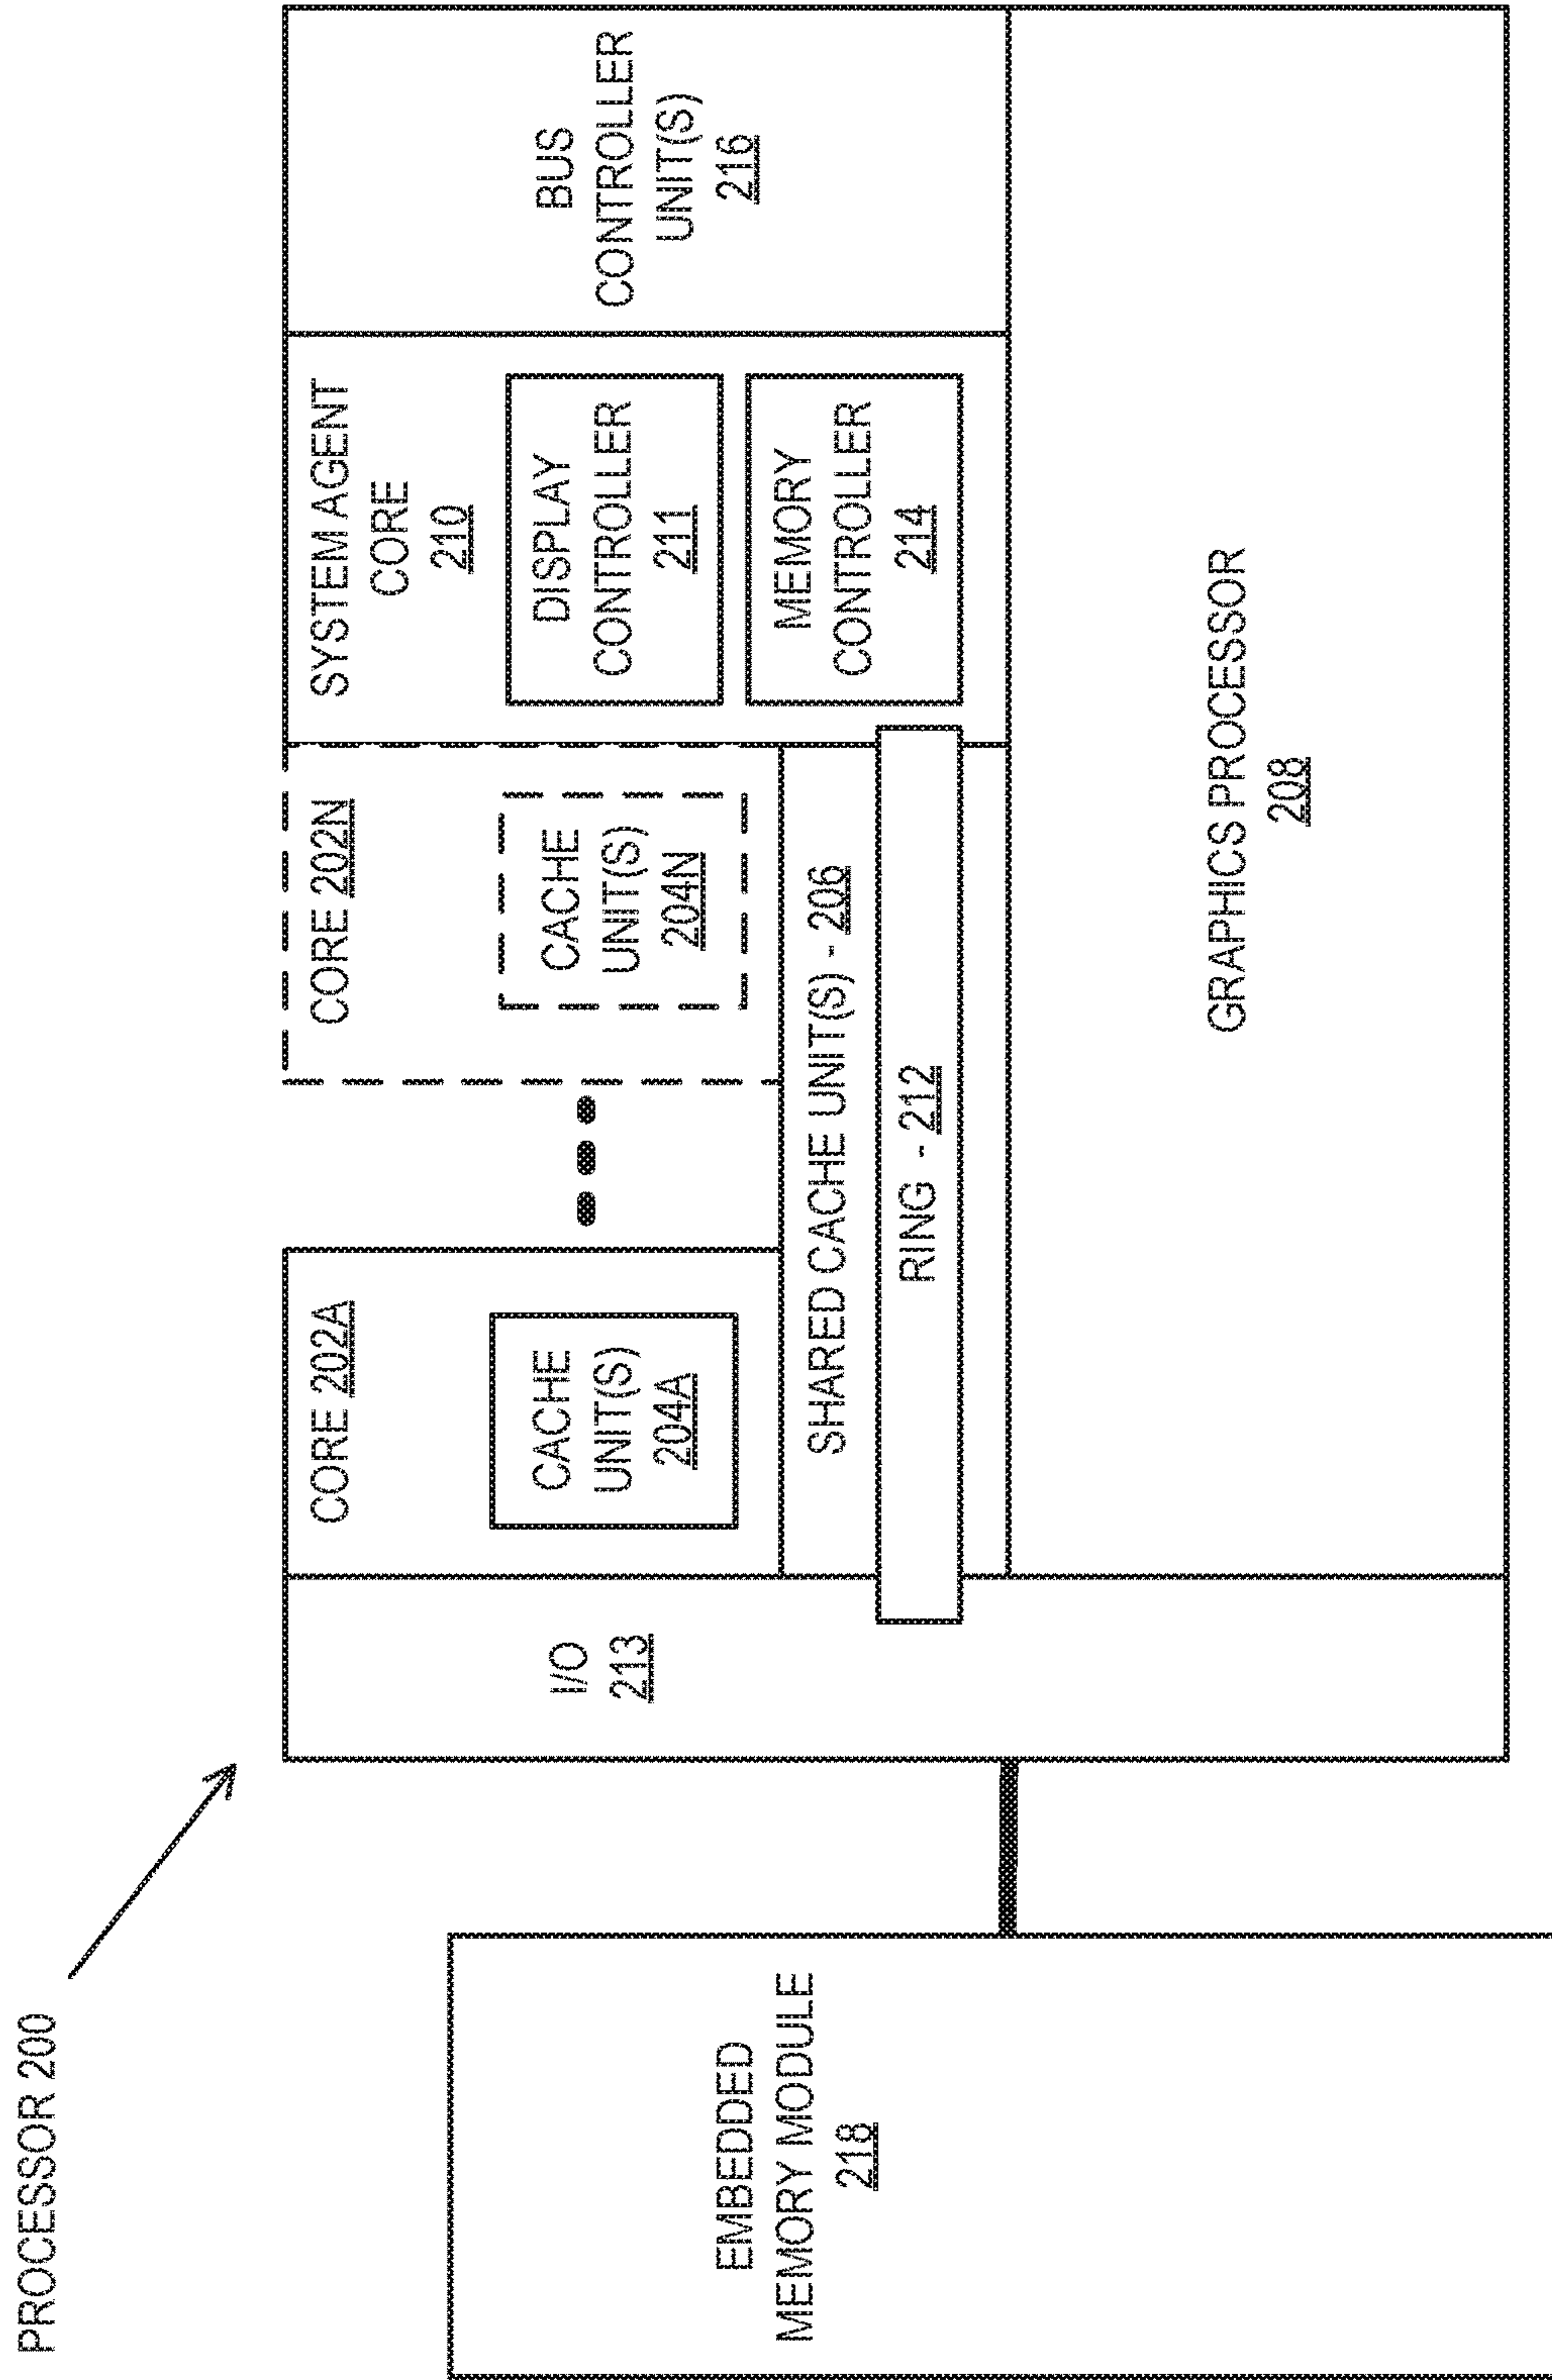 PROCESSOR 200
EMBEDDED
MEMORY MODULE
218
I/O
213
CORE 202A
CACHE
UNIT(S)
204A
CORE 202N
CACHE
UNIT(S)
204N
SHARED CACHE UNIT(S) - 206
RING - 212
SYSTEM AGENT
CORE
210
DISPLAY
CONTROLLER
211
MEMORY
CONTROLLER
214
BUS
CONTROLLER
UNIT(S)
216
GRAPHICS PROCESSOR
208